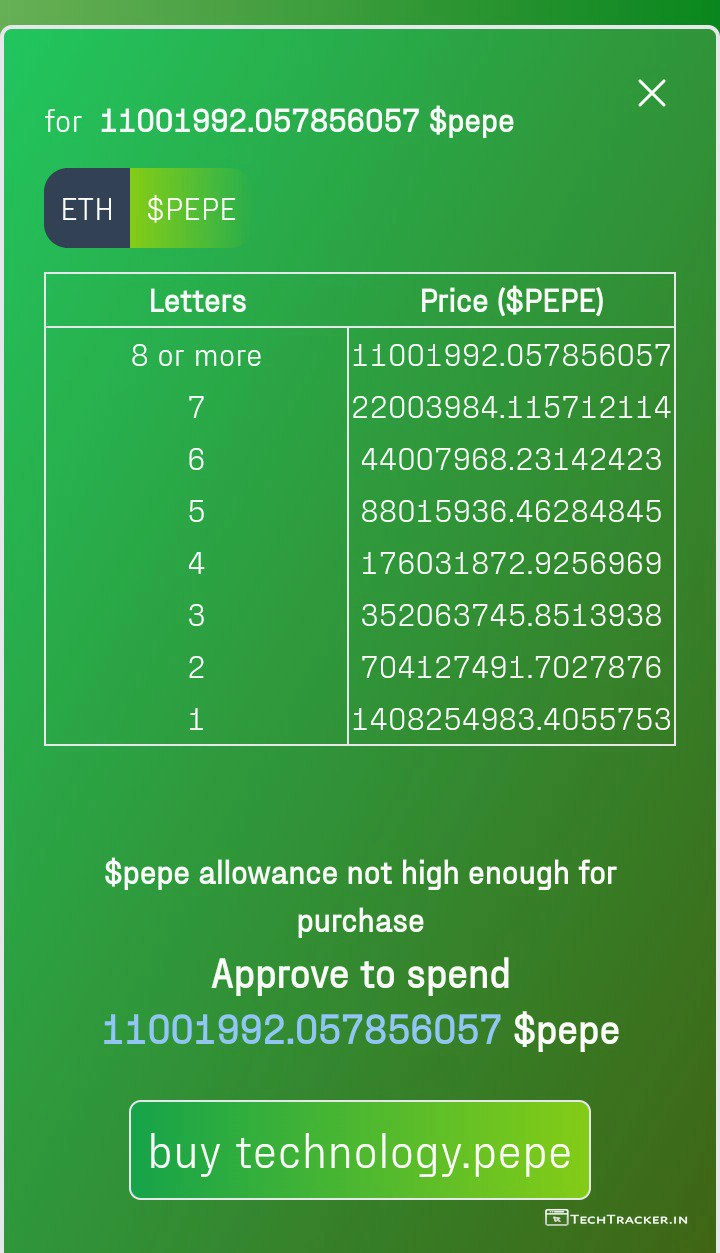 for 11001992.057856057 $pepe
ETH $PEPE
Letters Price ($PEPE)
8 or more 11001992.057856057
7 22003984.115712114
6 44007968.23142423
5 88015936.46284845
4 176031872.9256969
3 352063745.8513938
2 704127491.7027876
1 1408254983.4055753
$pepe allowance not high enough for
purchase
Approve to spend
11001992.057856057 $pepe
buy technology.pepe
TECHTRACKER.IN